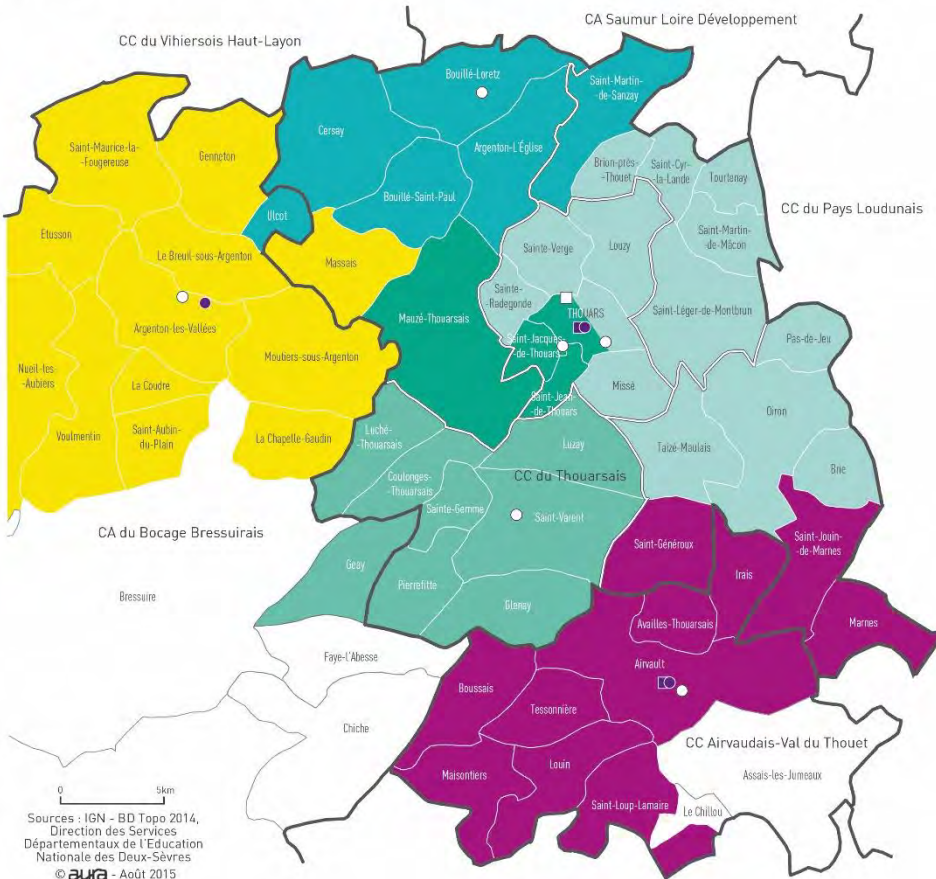 CA Saumur Loire Développement
CC du Vihiersois Haut-Layon
Bouillé-Loretz
Saint-Martin-
-de-Sanzay
Cersay
Argenton-L'Église
Saint-Maurice-la-
-Fougereuse
Genneton
Brion-près-
-Thouet
Saint-Cyr-
-la-Lande
Tourtenay
Bouillé-Saint-Paul
CC du Pays Loudunais
Ulcot
Etusson
Le Breuil-sous-Argenton
Massais
Sainte-Verge
Louzy
Saint-Martin-
de-Mâcon
Sainte-
-Radegonde
Mauzé-Thouarsais
THOUARS
Saint-Léger-de-Montbrun
Argenton-les-Vallées
Saint-Jacques-
-de-Thouars
Pas-de-Jeu
Moutiers-sous-Argenton
Nueil-les
-Aubiers
La Coudre
Missé
Saint-Jean-
de-Thouars
Oiron
Voulmentin
Saint-Aubin-
du-Plain
La Chapelle-Gaudin
Luché-
-Thouarsais
Luzay
Taizé-Maulais
Brie
Coulonges-
-Thouarsais
CC du Thouarsais
Sainte-Gemme
Saint-Varent
CA du Bocage Bressuirais
Saint-Généroux
Saint-Jouin-
de-Marnes
Geay
Irais
Bressuire
Pierrefitte
Glenay
Availles-Thouarsais
Marnes
Faye-l'Abesse
Airvault
Boussais
Tessonnière
Chiche
CC Airvaudais-Val du Thouet
Assais-les-Jumeaux
Louin
Maisontiers
Saint-Loup-Lamaire
Le Chillou
0 5km
Sources : IGN - BD Topo 2014,
Direction des Services
Départementaux de l'Education
Nationale des Deux-Sèvres
© aura - Août 2015